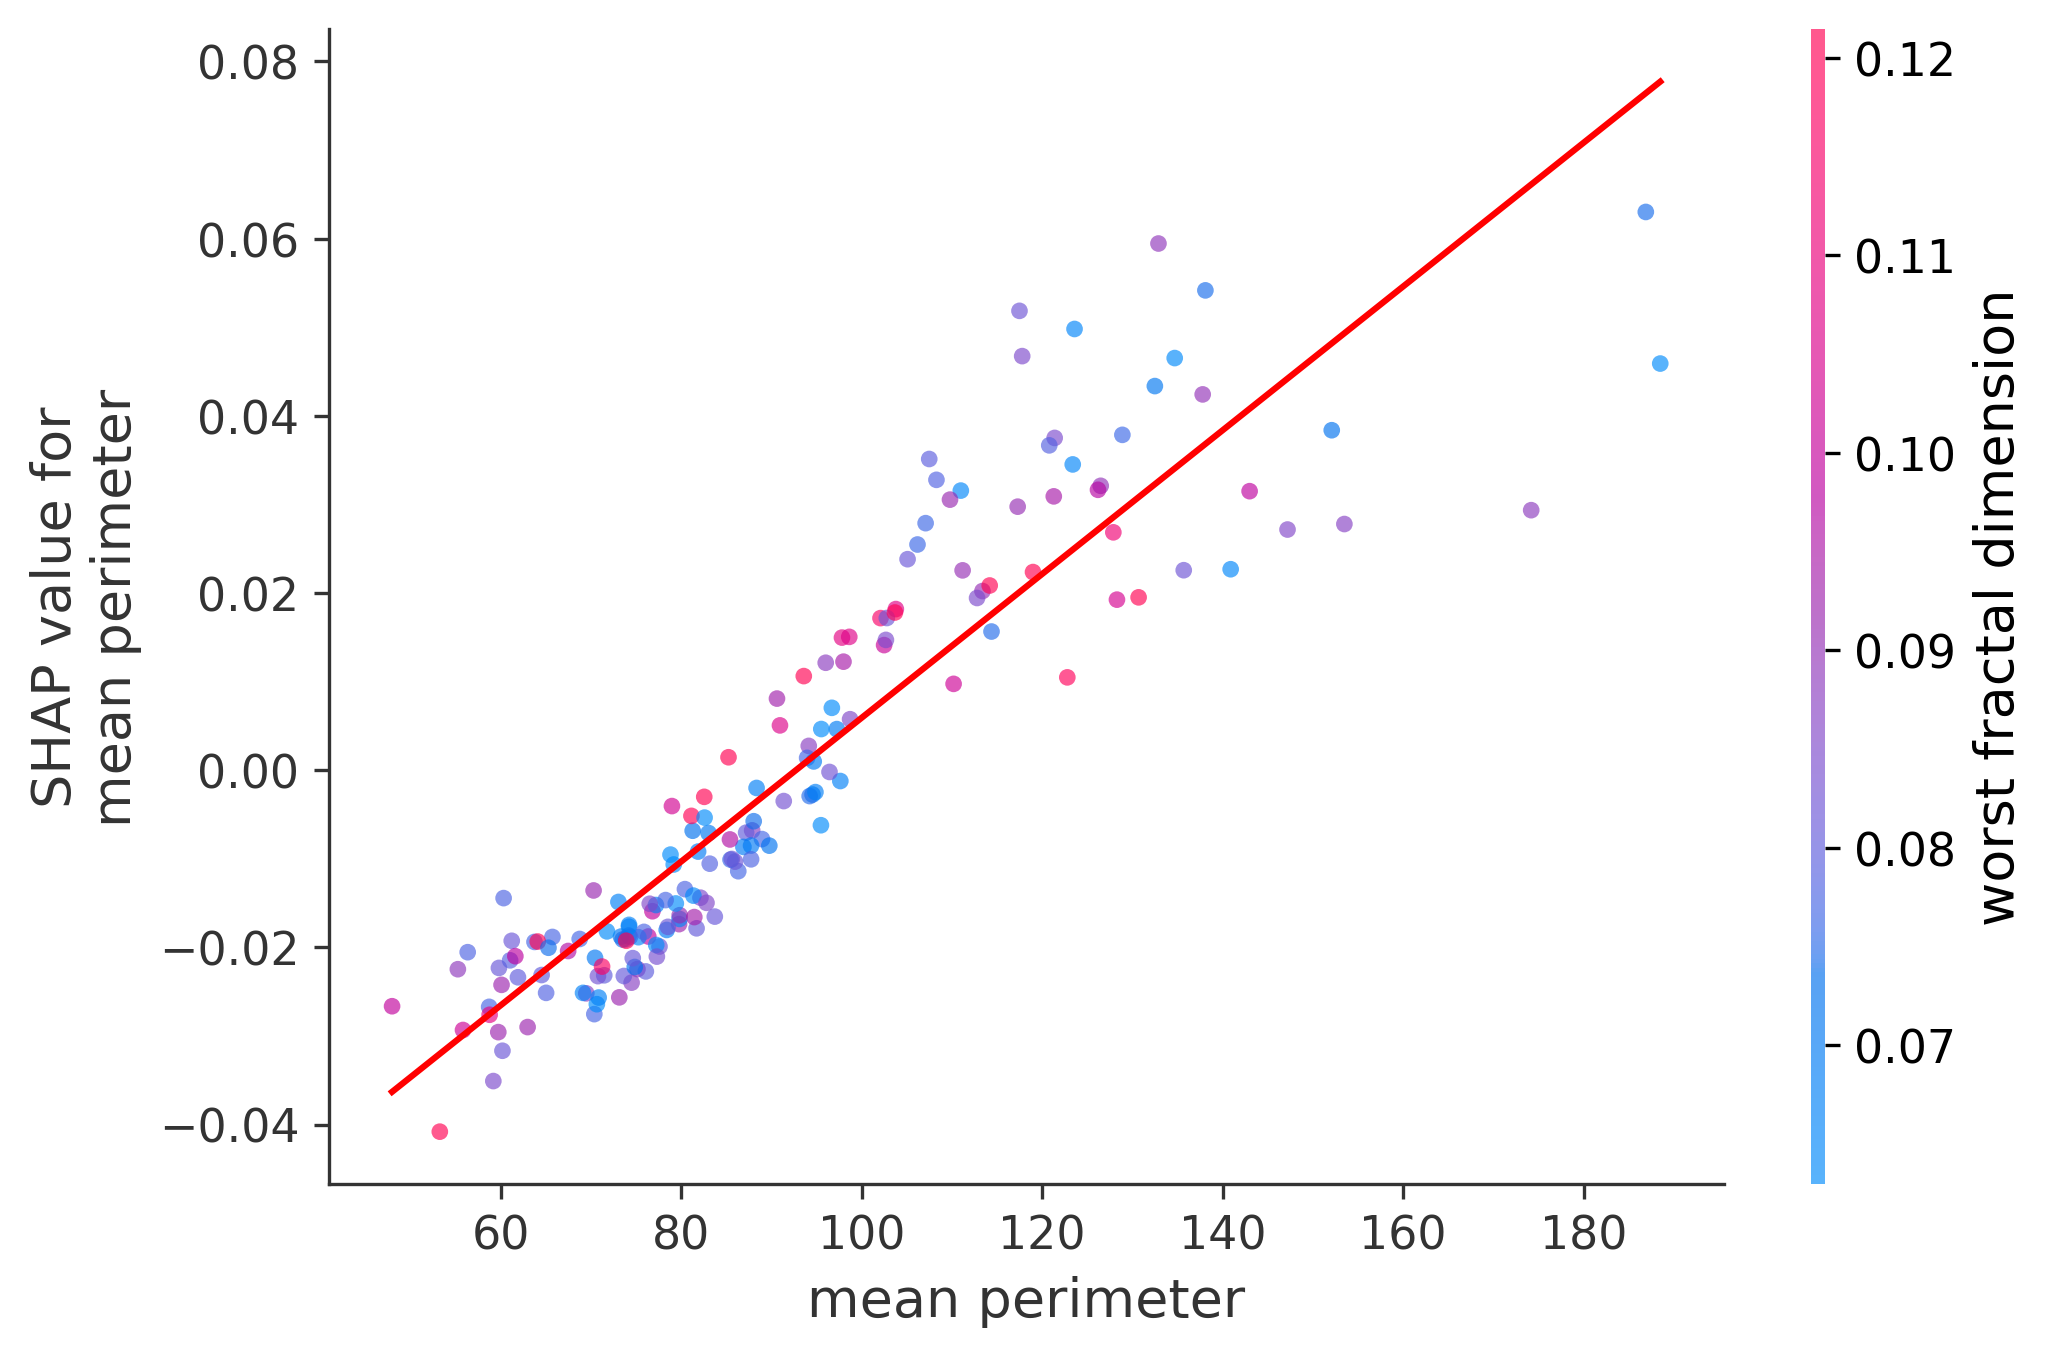 SHAP value for
mean perimeter
0.08
0.06
0.04
0.02
0.00
−0.02
−0.04
60 80 100 120 140 160 180
mean perimeter
0.12
0.11
0.10
0.09
0.08
0.07
worst fractal dimension